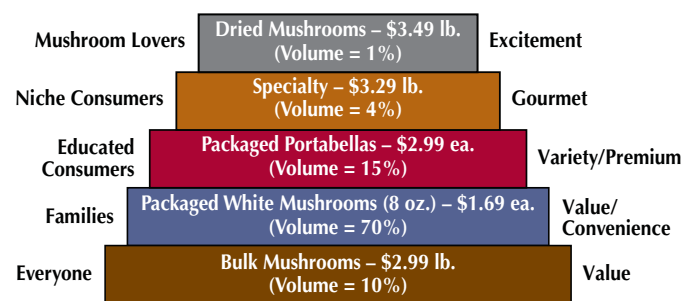 Mushroom Lovers
Dried Mushrooms – $3.49 lb.
(Volume = 1%)
Excitement
Niche Consumers
Specialty – $3.29 lb.
(Volume = 4%)
Gourmet
Educated
Consumers
Packaged Portabellas – $2.99 ea.
(Volume = 15%)
Variety/Premium
Families
Packaged White Mushrooms (8 oz.) – $1.69 ea.
(Volume = 70%)
Value/
Convenience
Everyone
Bulk Mushrooms – $2.99 lb.
(Volume = 10%)
Value